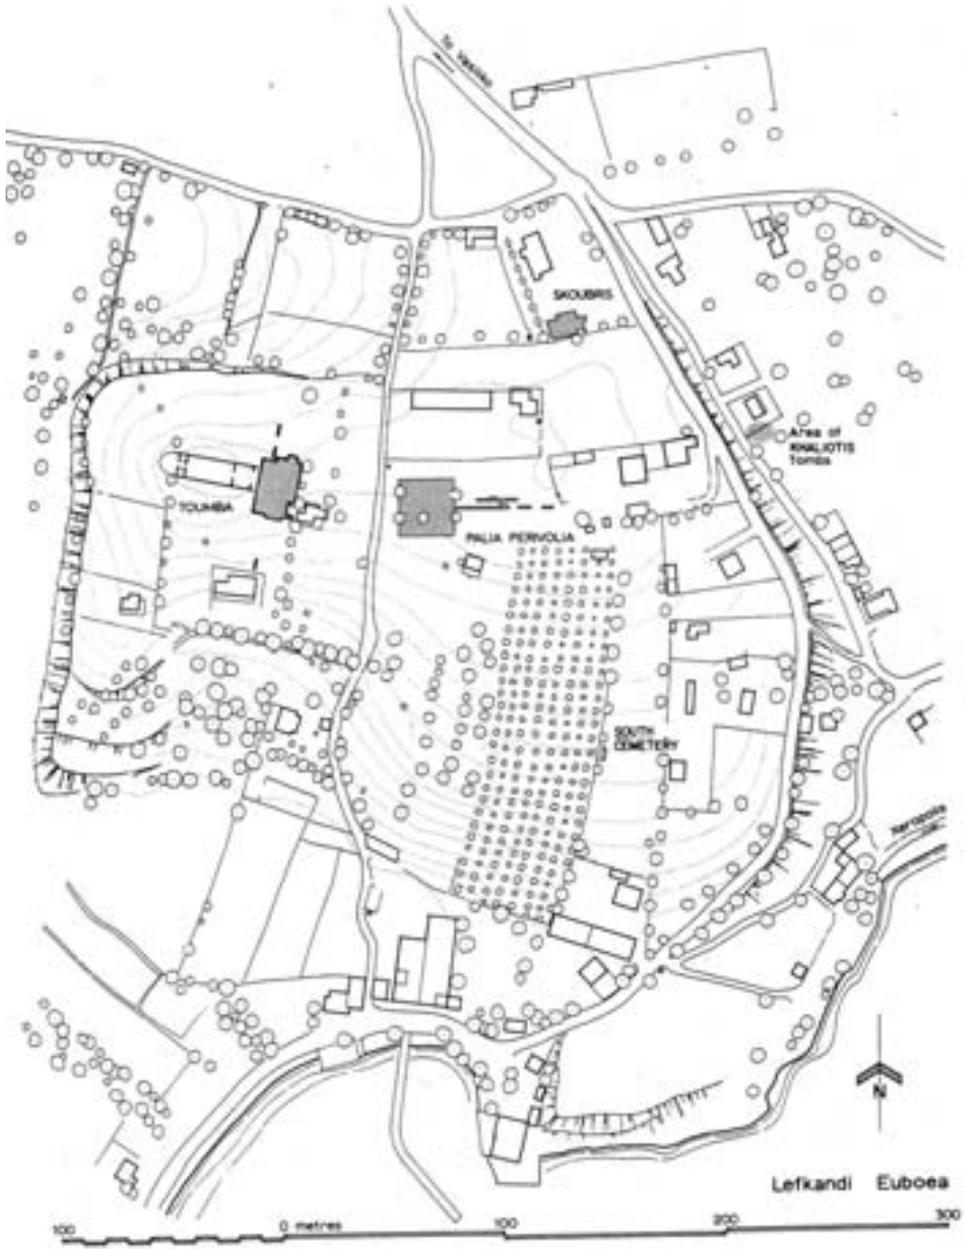 To Vasiliko
SKOUBRIS
Area of
KHALIOTIS
Tombs
TOUMBA
PALIA PERIVOLIA
SOUTH
CEMETERY
Xeropolis
N
Lefkandi Euboea
100 0 metres 100 200 300